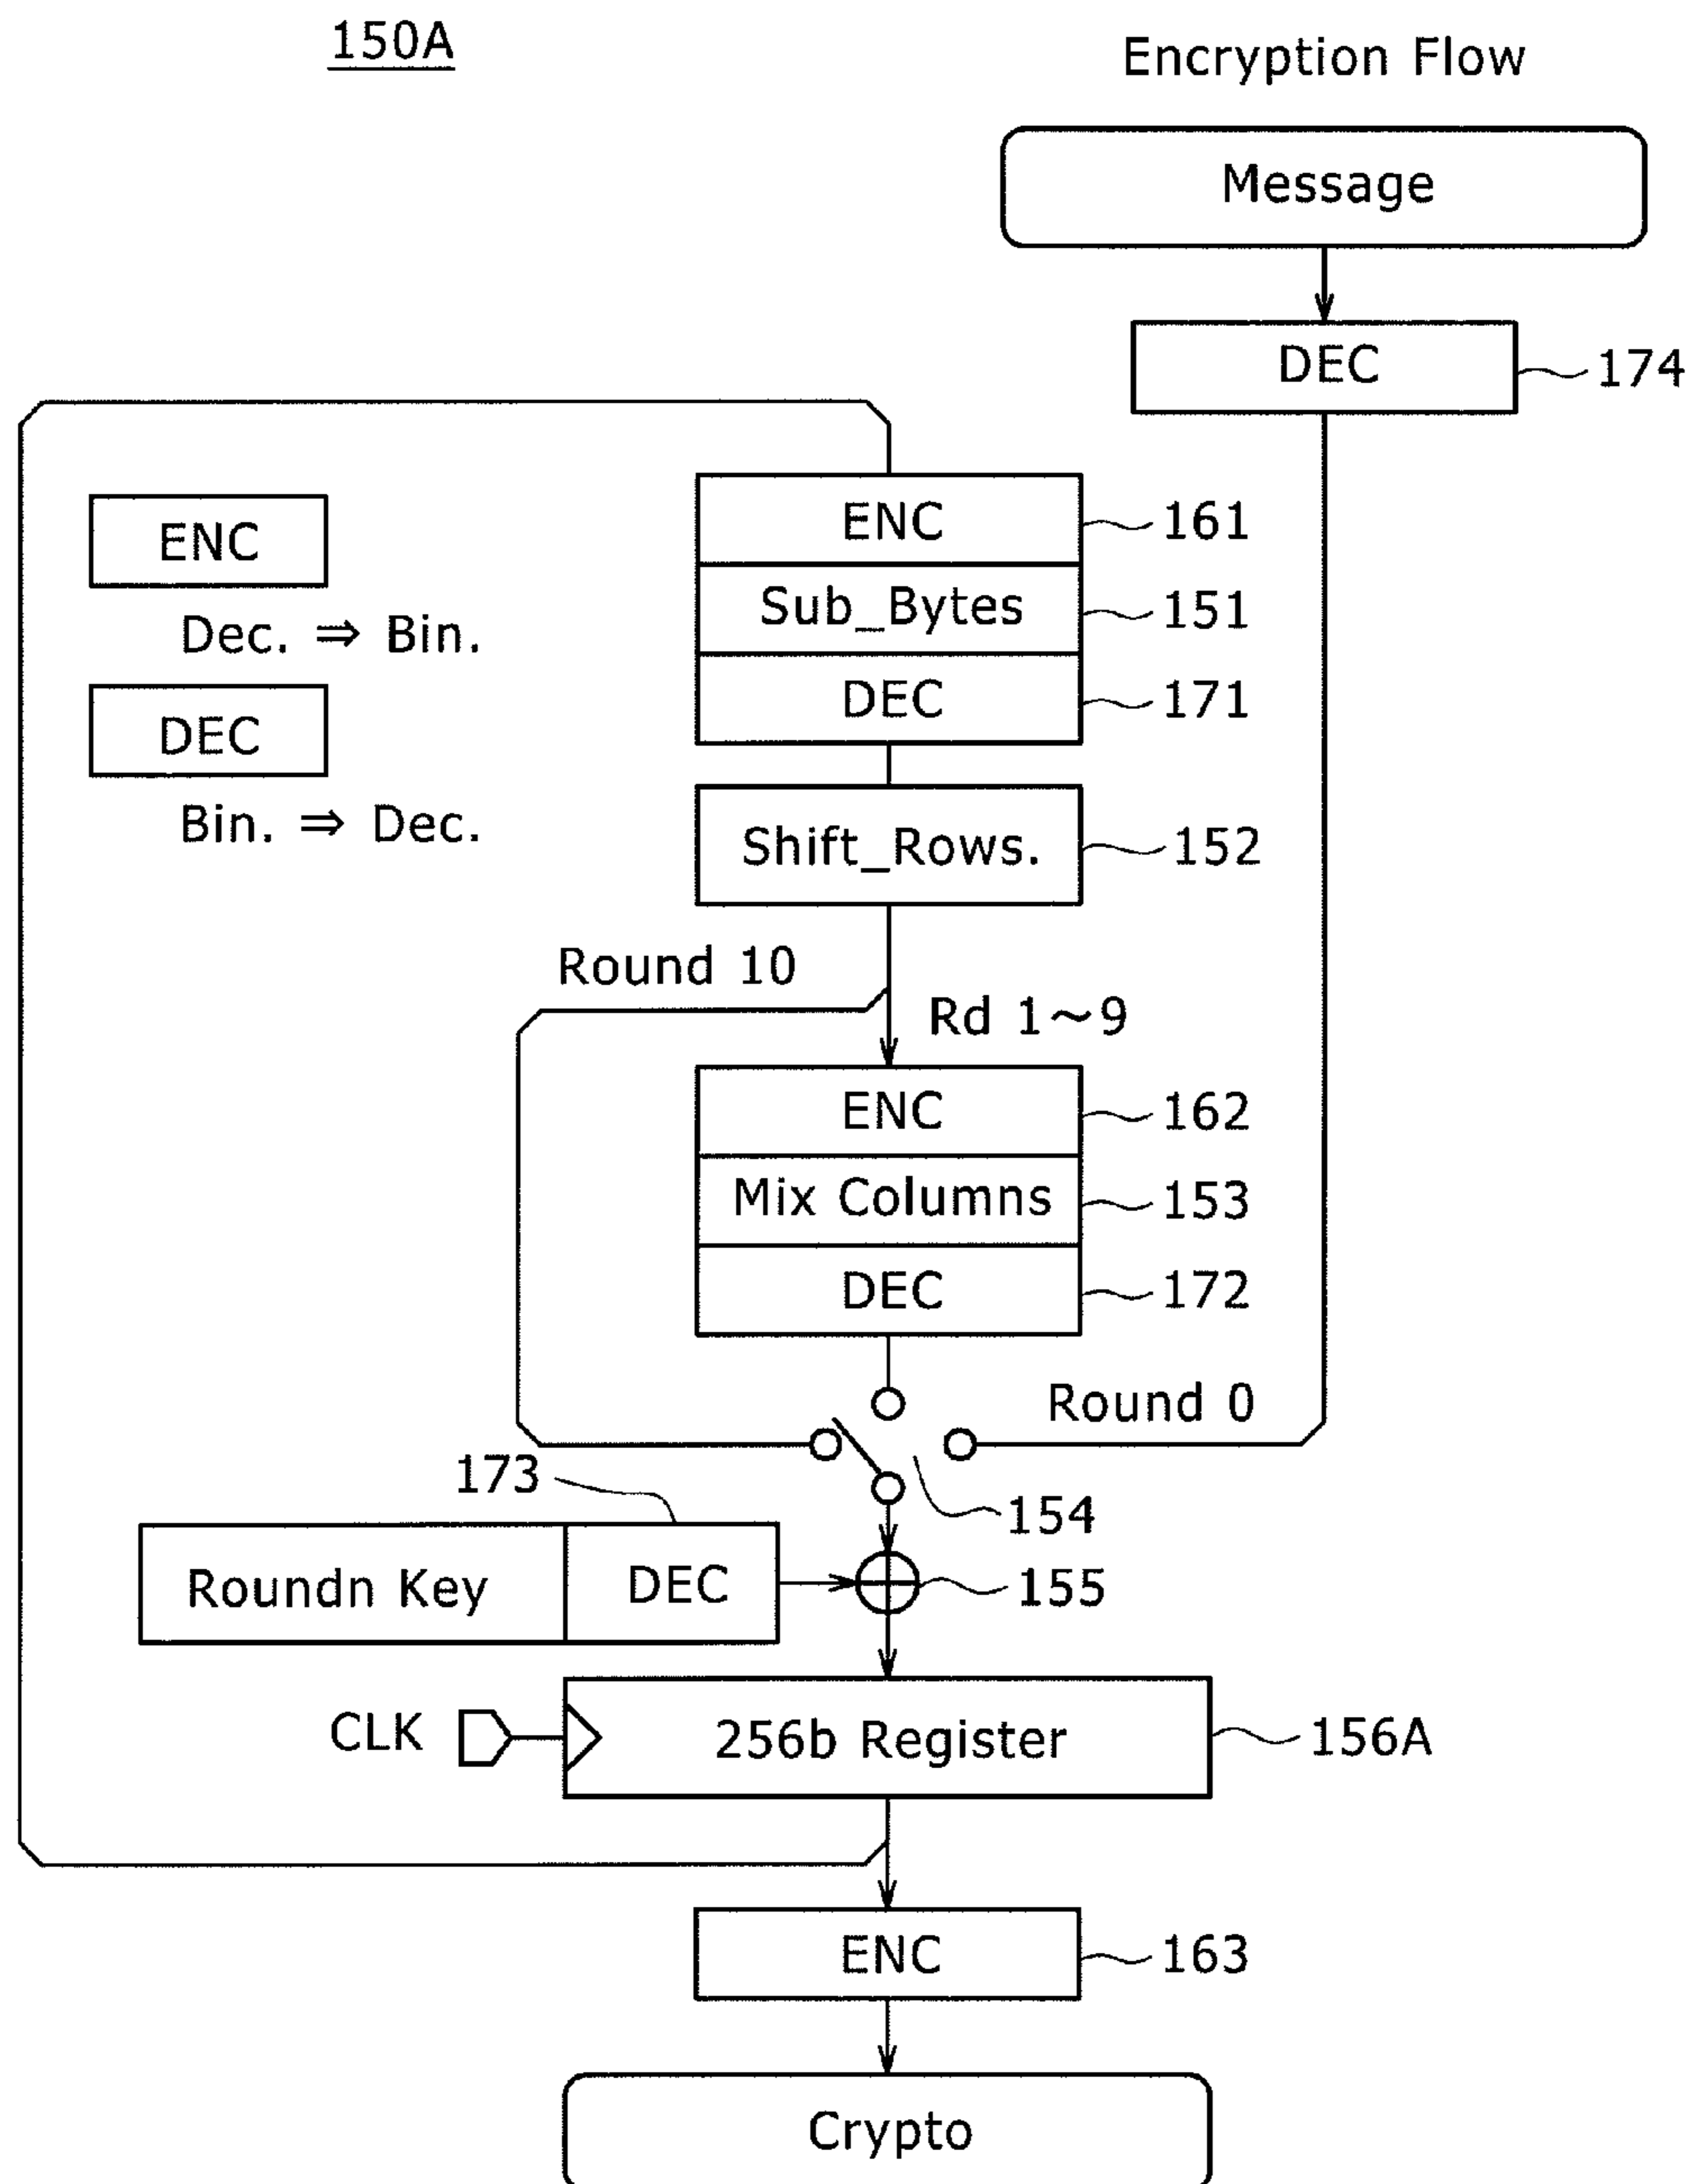 150A
Encryption Flow
Message
DEC
174
ENC
161
ENC
Sub_Bytes
151
Dec. ⇒ Bin.
DEC
171
DEC
Bin. ⇒ Dec.
Shift_Rows.
152
Round 10
Rd 1～9
ENC
162
Mix Columns
153
DEC
172
Round 0
173
154
Roundn Key
DEC
155
CLK
256b Register
156A
ENC
163
Crypto